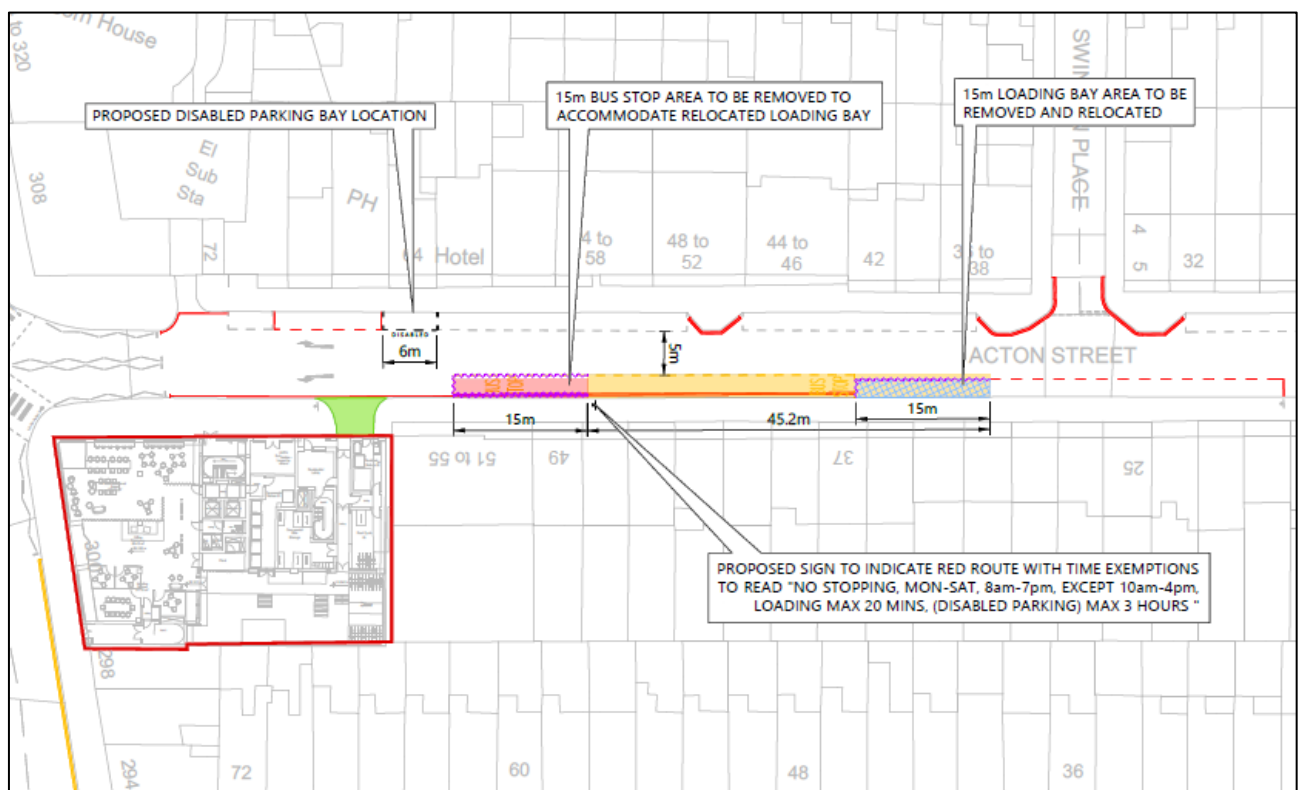 om House
to 320
308
El
Sub
Sta
PH
72
64 Hotel
4 to
58
48 to
52
44 to
46
42
38
SWIN
N PLACE
4
5
32
PROPOSED DISABLED PARKING BAY LOCATION
15m BUS STOP AREA TO BE REMOVED TO
ACCOMMODATE RELOCATED LOADING BAY
15m LOADING BAY AREA TO BE
REMOVED AND RELOCATED
DISABLED
6m
5m
ACTON STREET
15m
45.2m
15m
51 to 55
49
37
25
PROPOSED SIGN TO INDICATE RED ROUTE WITH TIME EXEMPTIONS
TO READ "NO STOPPING, MON-SAT, 8am-7pm, EXCEPT 10am-4pm,
LOADING MAX 20 MINS, (DISABLED PARKING) MAX 3 HOURS "
298
294
72
60
48
36